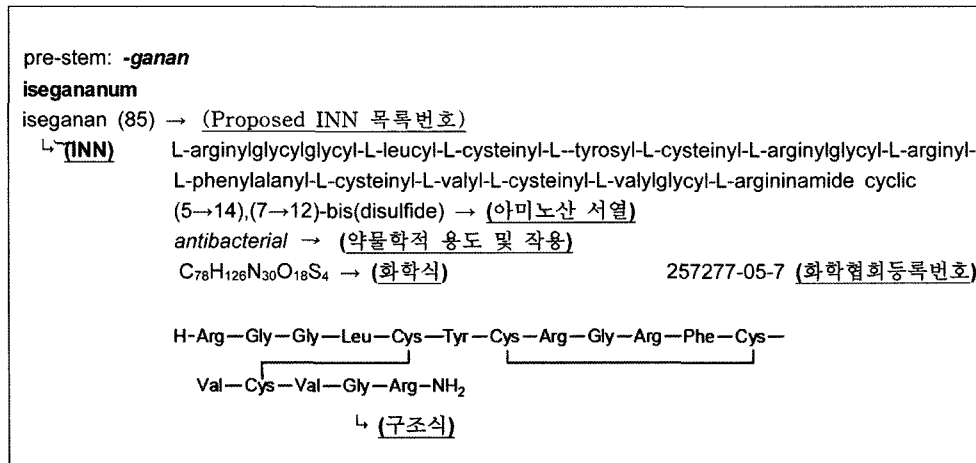 pre-stem: -ganan
isegananum
iseganan (85) → (Proposed INN 목록번호)
↳ (INN) L-arginylglycylglycyl-L-leucyl-L-cysteinyl-L--tyrosyl-L-cysteinyl-L-arginylglycyl-L-arginyl-
L-phenylalanyl-L-cysteinyl-L-valyl-L-cysteinyl-L-valylglycyl-L-argininamide cyclic
(5→14),(7→12)-bis(disulfide) → (아미노산 서열)
antibacterial → (약물학적 용도 및 작용)
C₇₈H₁₂₆N₃₀O₁₈S₄ → (화학식) 257277-05-7 (화학협회등록번호)
H-Arg—Gly—Gly—Leu—Cys—Tyr—Cys—Arg—Gly—Arg—Phe—Cys—
Val—Cys—Val—Gly—Arg—NH₂
↳ (구조식)